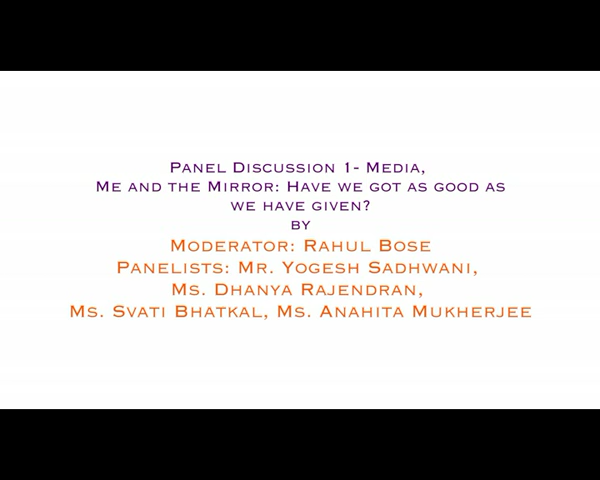 Panel Discussion 1- Media,
Me and the Mirror: Have we got as good as
we have given?
by
Moderator: Rahul Bose
Panelists: Mr. Yogesh Sadhwani,
Ms. Dhanya Rajendran,
Ms. Svati Bhatkal, Ms. Anahita Mukherjee